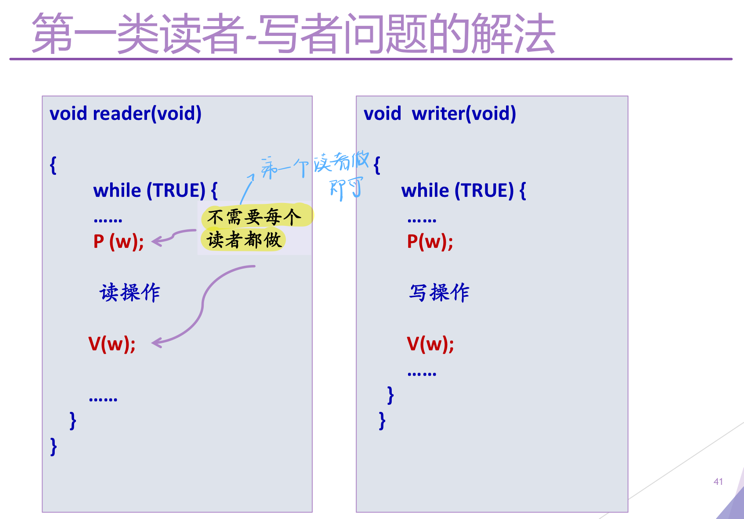 第一类读者-写者问题的解法
void reader(void)
{
while (TRUE) {
……
P (w);
不需要每个
读者都做
第一个读者做
即可
读操作
V(w);
……
}
}
void writer(void)
{
while (TRUE) {
……
P(w);
写操作
V(w);
……
}
}
41